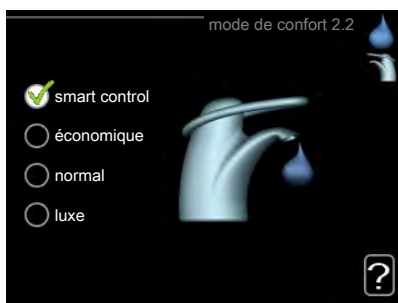 mode de confort 2.2
smart control
économique
normal
luxe
?